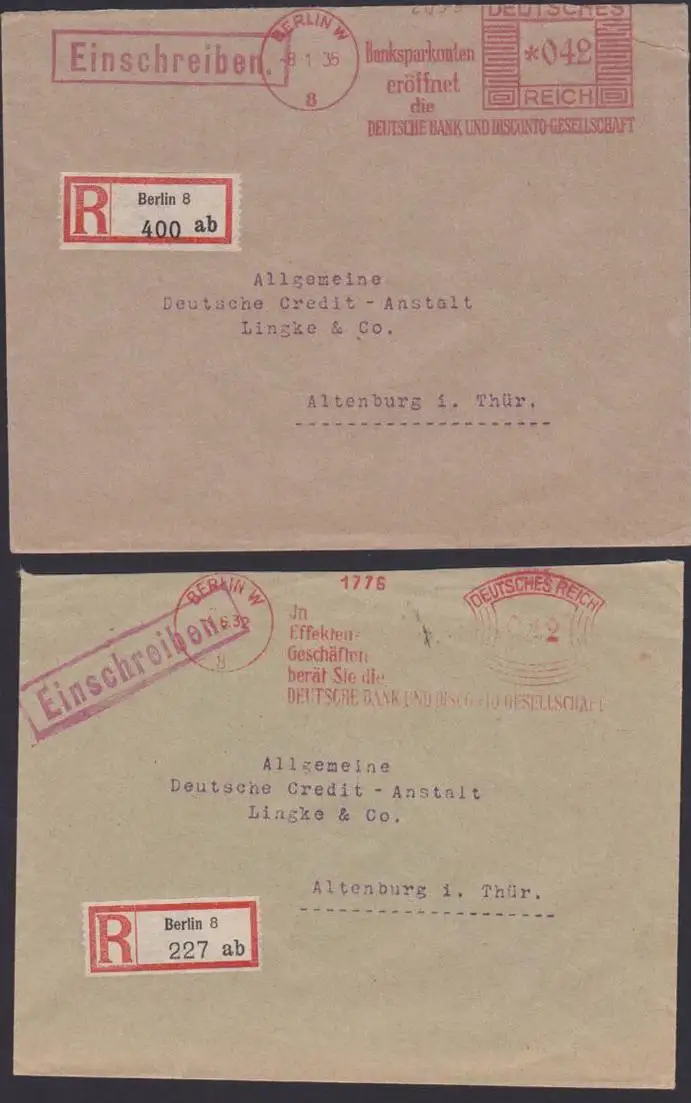 Einschreiben.
BERLIN W
-8 1 36
8
Banksparkonten
eröffnet
die
DEUTSCHE BANK UND DISCONTO-GESELLSCHAFT
DEUTSCHES
*042
REICH
R
Berlin 8
400 ab
Allgemeine
Deutsche Credit - Anstalt
Lingke & Co.
Altenburg i. Thür.
Einschreiben.
BERLIN W
6.32
8
1776
In
Effekten-
Geschäften
berät Sie die
DEUTSCHE BANK UND DISCONTO GESELLSCHAFT
DEUTSCHES REICH
042
Allgemeine
Deutsche Credit - Anstalt
Lingke & Co.
Altenburg i. Thür.
R
Berlin 8
227 ab